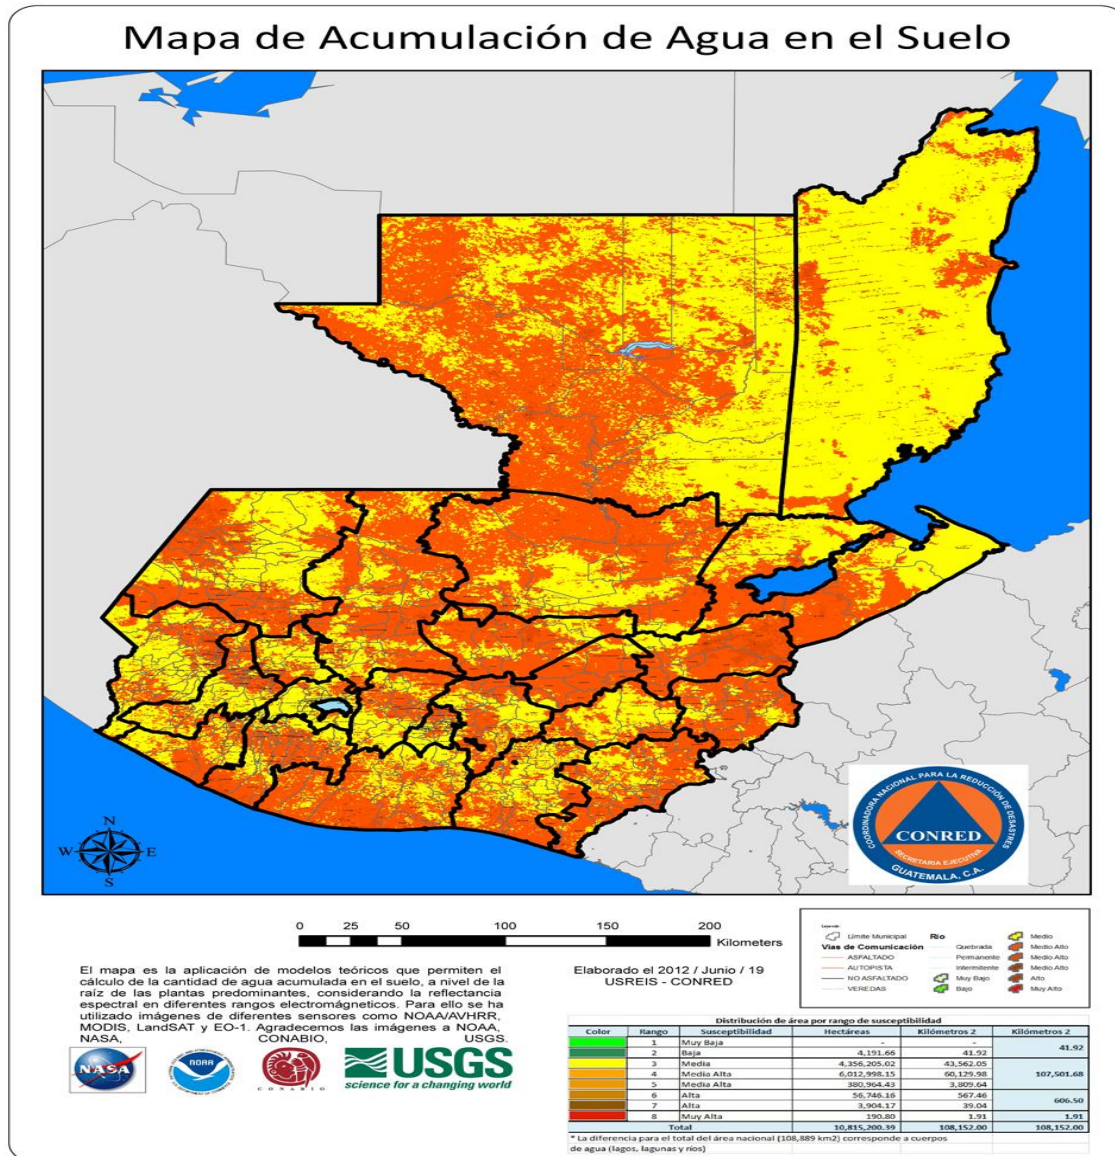 Mapa de Acumulación de Agua en el Suelo
COORDINADORA NACIONAL PARA LA REDUCCIÓN DE DESASTRES
CONRED
SECRETARIA EJECUTIVA
GUATEMALA, C.A.
N
W E
S
0 25 50 100 150 200
Kilometers
El mapa es la aplicación de modelos teóricos que permiten el
cálculo de la cantidad de agua acumulada en el suelo, a nivel de la
raíz de las plantas predominantes, considerando la reflectancia
espectral en diferentes rangos electromágneticos. Para ello se ha
utilizado imágenes de diferentes sensores como NOAA/AVHRR,
MODIS, LandSAT y EO-1. Agradecemos las imágenes a NOAA,
NASA, CONABIO, USGS.
NASA
NOAA
CONABIO
USGS
science for a changing world
Elaborado el 2012 / Junio / 19
USREIS - CONRED
Límite Municipal
Vias de Comunicación
ASFALTADO
AUTOPISTA
NO ASFALTADO
VEREDAS
Río
Quebrada
Permanente
Intermitente
Muy Bajo
Bajo
Medio
Medio Alto
Medio Alto
Alto
Muy Alto
Distribución de área por rango de susceptibilidad
Color Rango Susceptibilidad Hectáreas Kilómetros 2 Kilómetros 2
1 Muy Baja - - 41.92
2 Baja 4,191.66 41.92
3 Media 4,356,205.02 43,562.05 107,501.68
4 Media Alta 6,012,998.15 60,129.98
5 Media Alta 380,964.43 3,809.64
6 Alta 56,746.16 567.46 606.50
7 Alta 3,904.17 39.04
8 Muy Alta 190.80 1.91 1.91
Total 10,815,200.39 108,152.00 108,152.00
* La diferencia para el total del área nacional (108,889 km2) corresponde a cuerpos
de agua (lagos, lagunas y ríos)